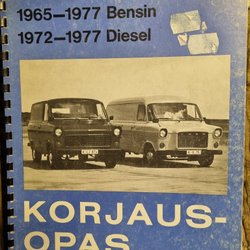 1965—1977 Bensin
1972—1977 Diesel
KORJAUS-
OPAS